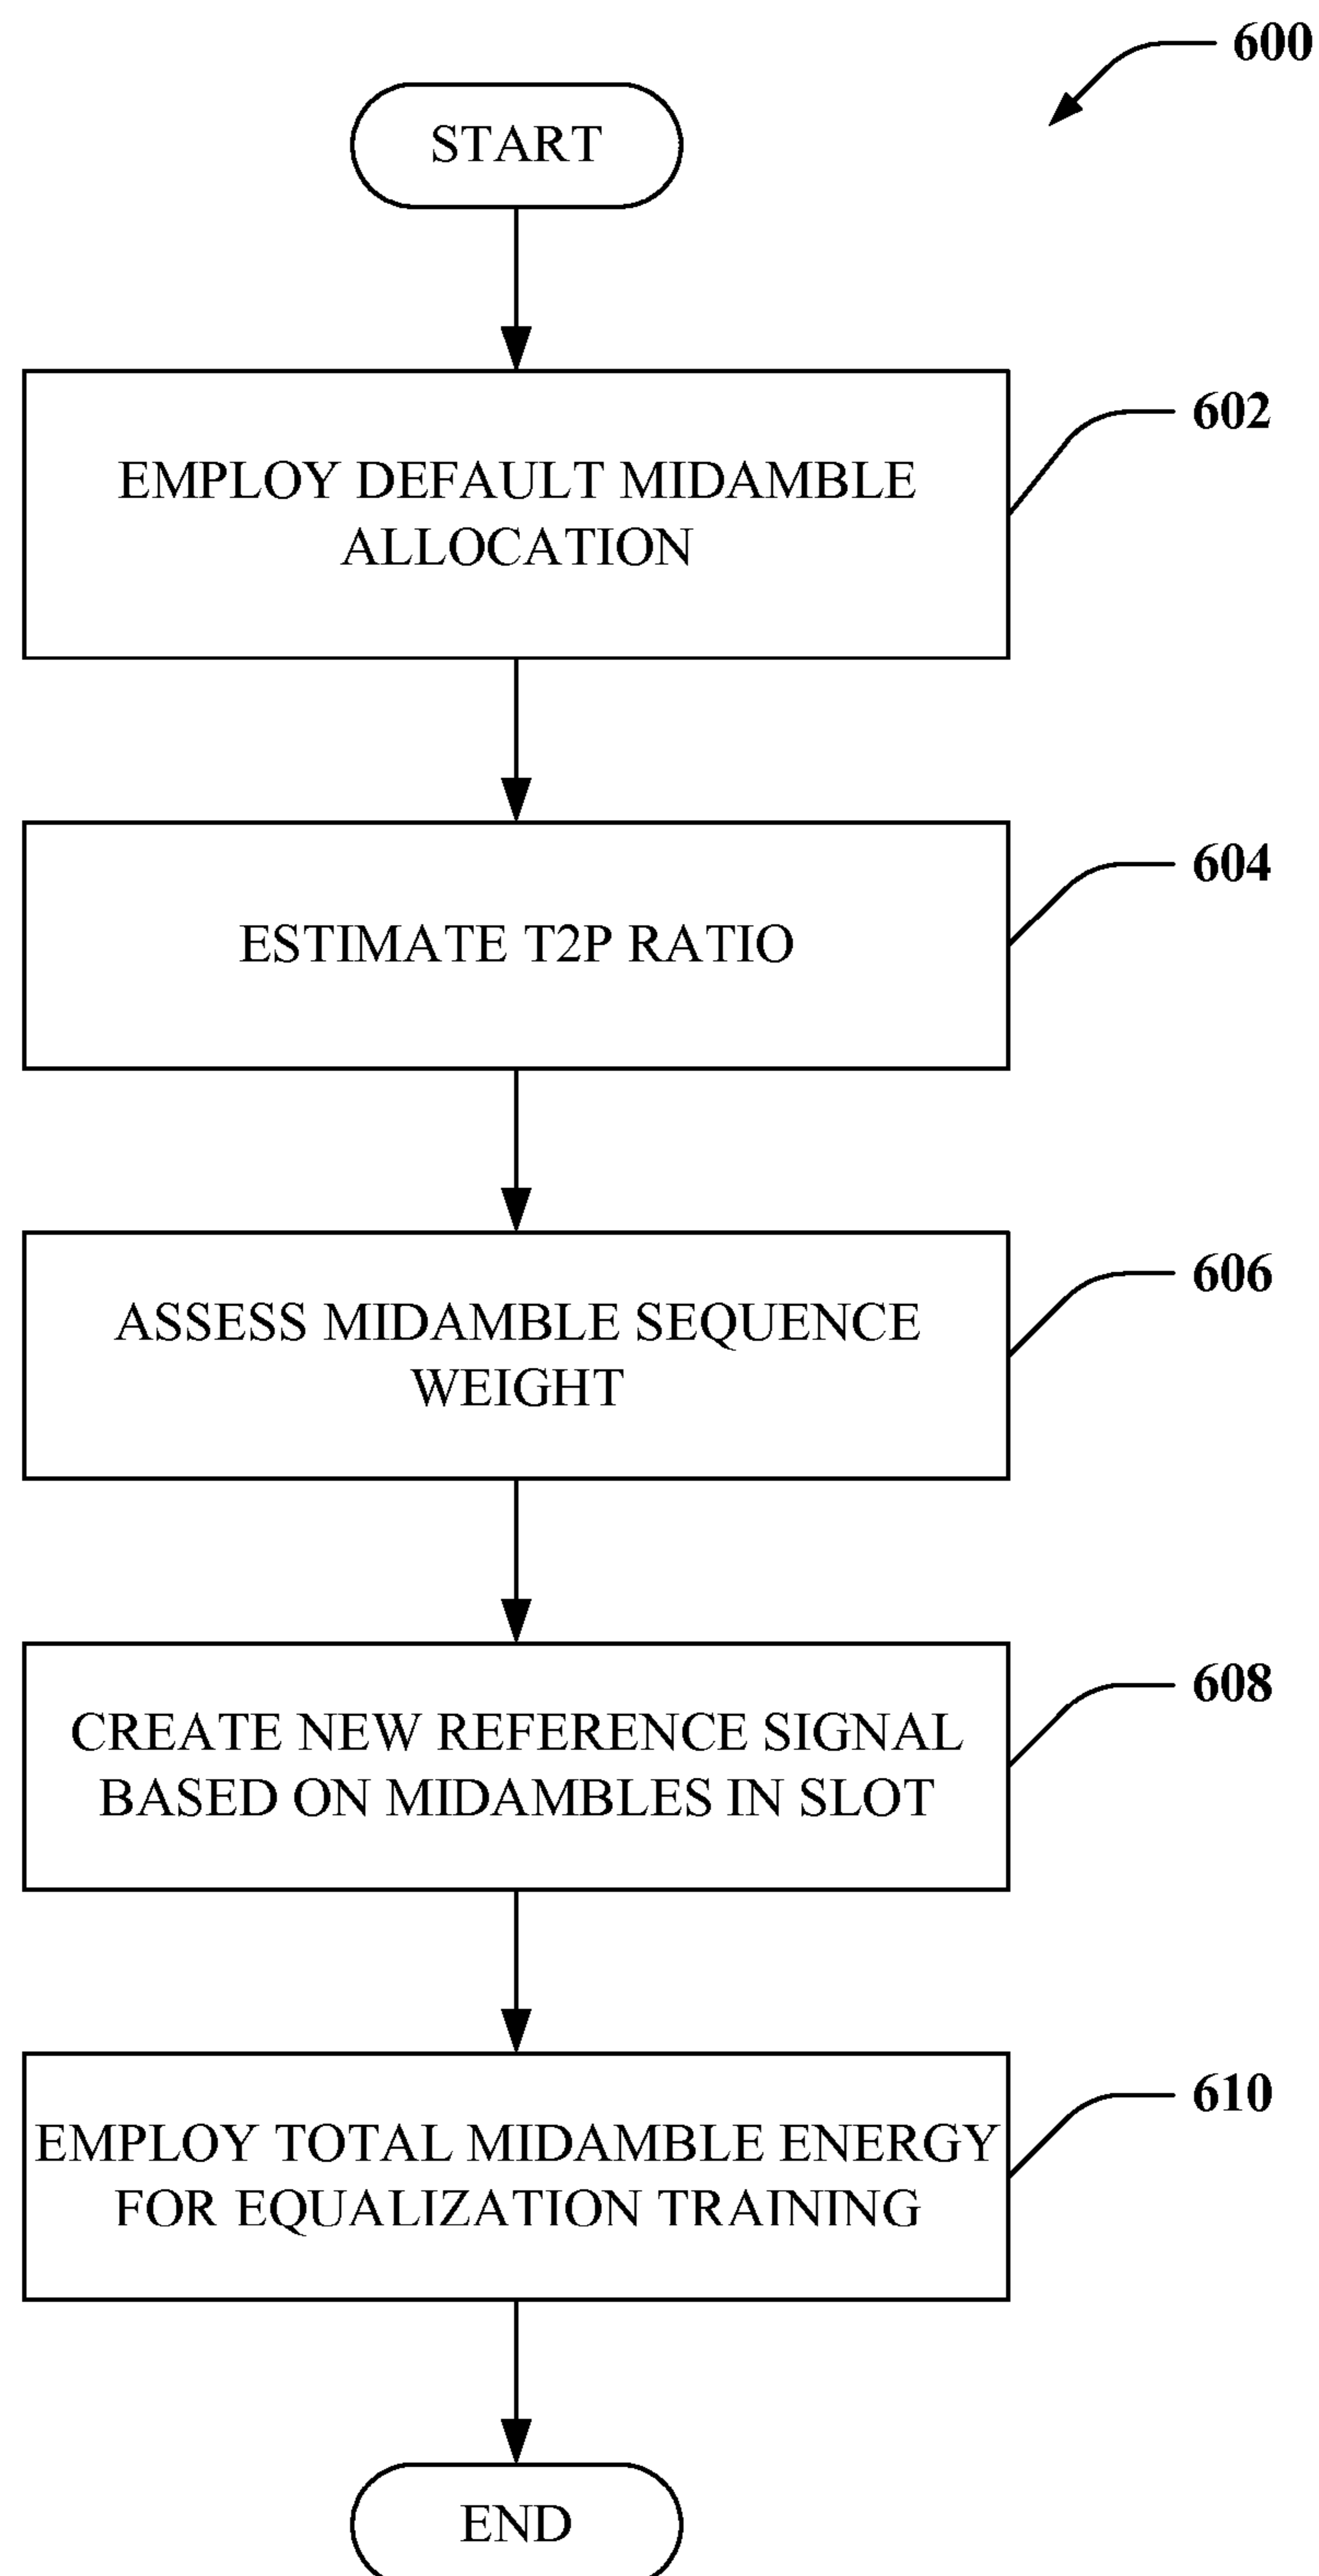 600
START
602
EMPLOY DEFAULT MIDAMBLE
ALLOCATION
604
ESTIMATE T2P RATIO
606
ASSESS MIDAMBLE SEQUENCE
WEIGHT
608
CREATE NEW REFERENCE SIGNAL
BASED ON MIDAMBLES IN SLOT
610
EMPLOY TOTAL MIDAMBLE ENERGY
FOR EQUALIZATION TRAINING
END